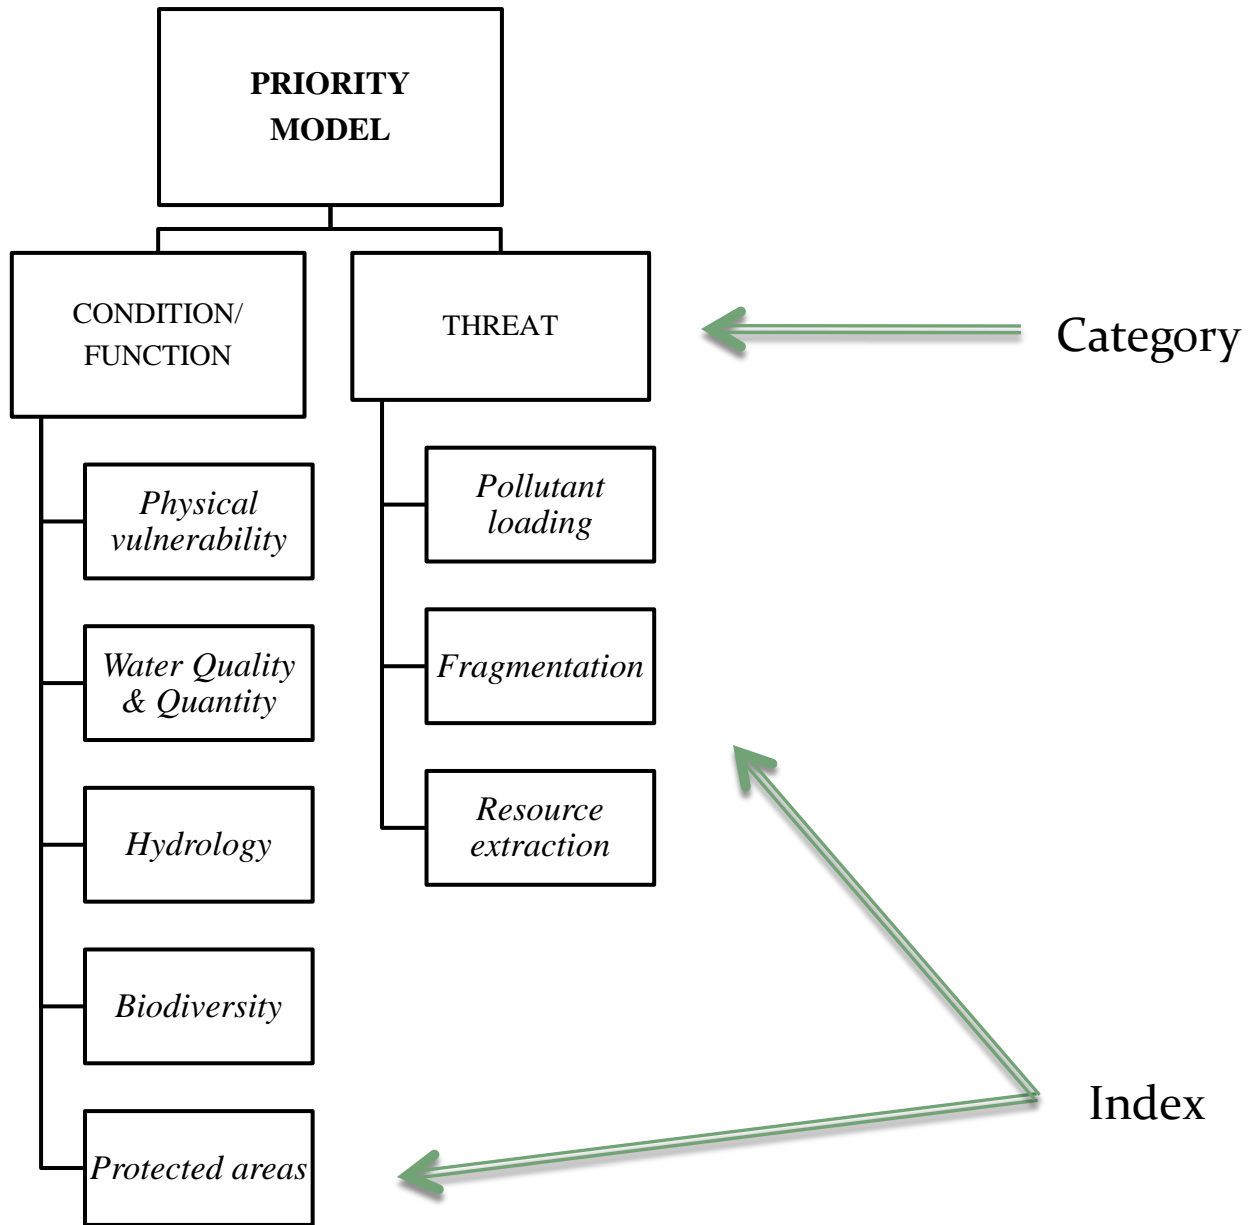 PRIORITY
MODEL
CONDITION/
FUNCTION
THREAT
Category
Physical
vulnerability
Pollutant
loading
Water Quality
& Quantity
Fragmentation
Hydrology
Resource
extraction
Biodiversity
Index
Protected areas